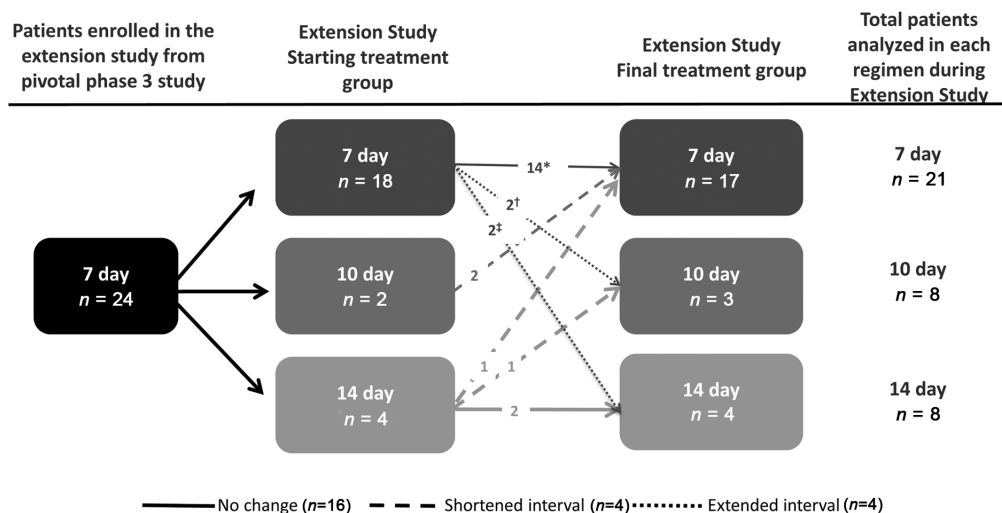 Patients enrolled in the
extension study from
pivotal phase 3 study
Extension Study
Starting treatment
group
Extension Study
Final treatment group
Total patients
analyzed in each
regimen during
Extension Study
7 day
n = 24
7 day
n = 18
10 day
n = 2
14 day
n = 4
14*
2†
2‡
2
1
1
2
7 day
n = 17
10 day
n = 3
14 day
n = 4
7 day
n = 21
10 day
n = 8
14 day
n = 8
No change (n=16)
Shortened interval (n=4)
Extended interval (n=4)